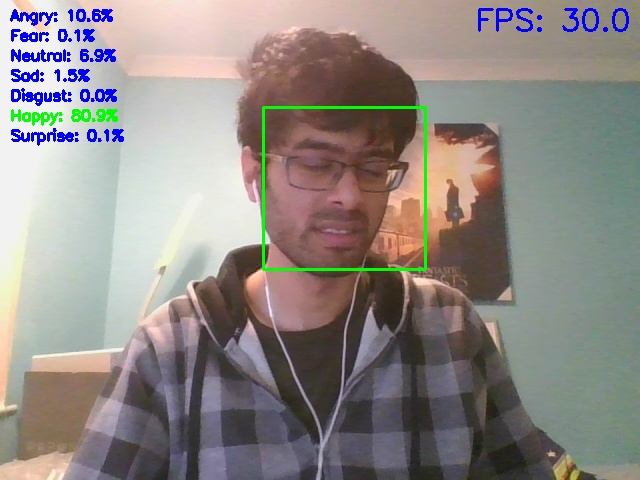 Angry: 10.6%
Fear: 0.1%
Neutral: 6.9%
Sad: 1.5%
Disgust: 0.0%
Happy: 80.9%
Surprise: 0.1%
FPS: 30.0
FANTASTIC